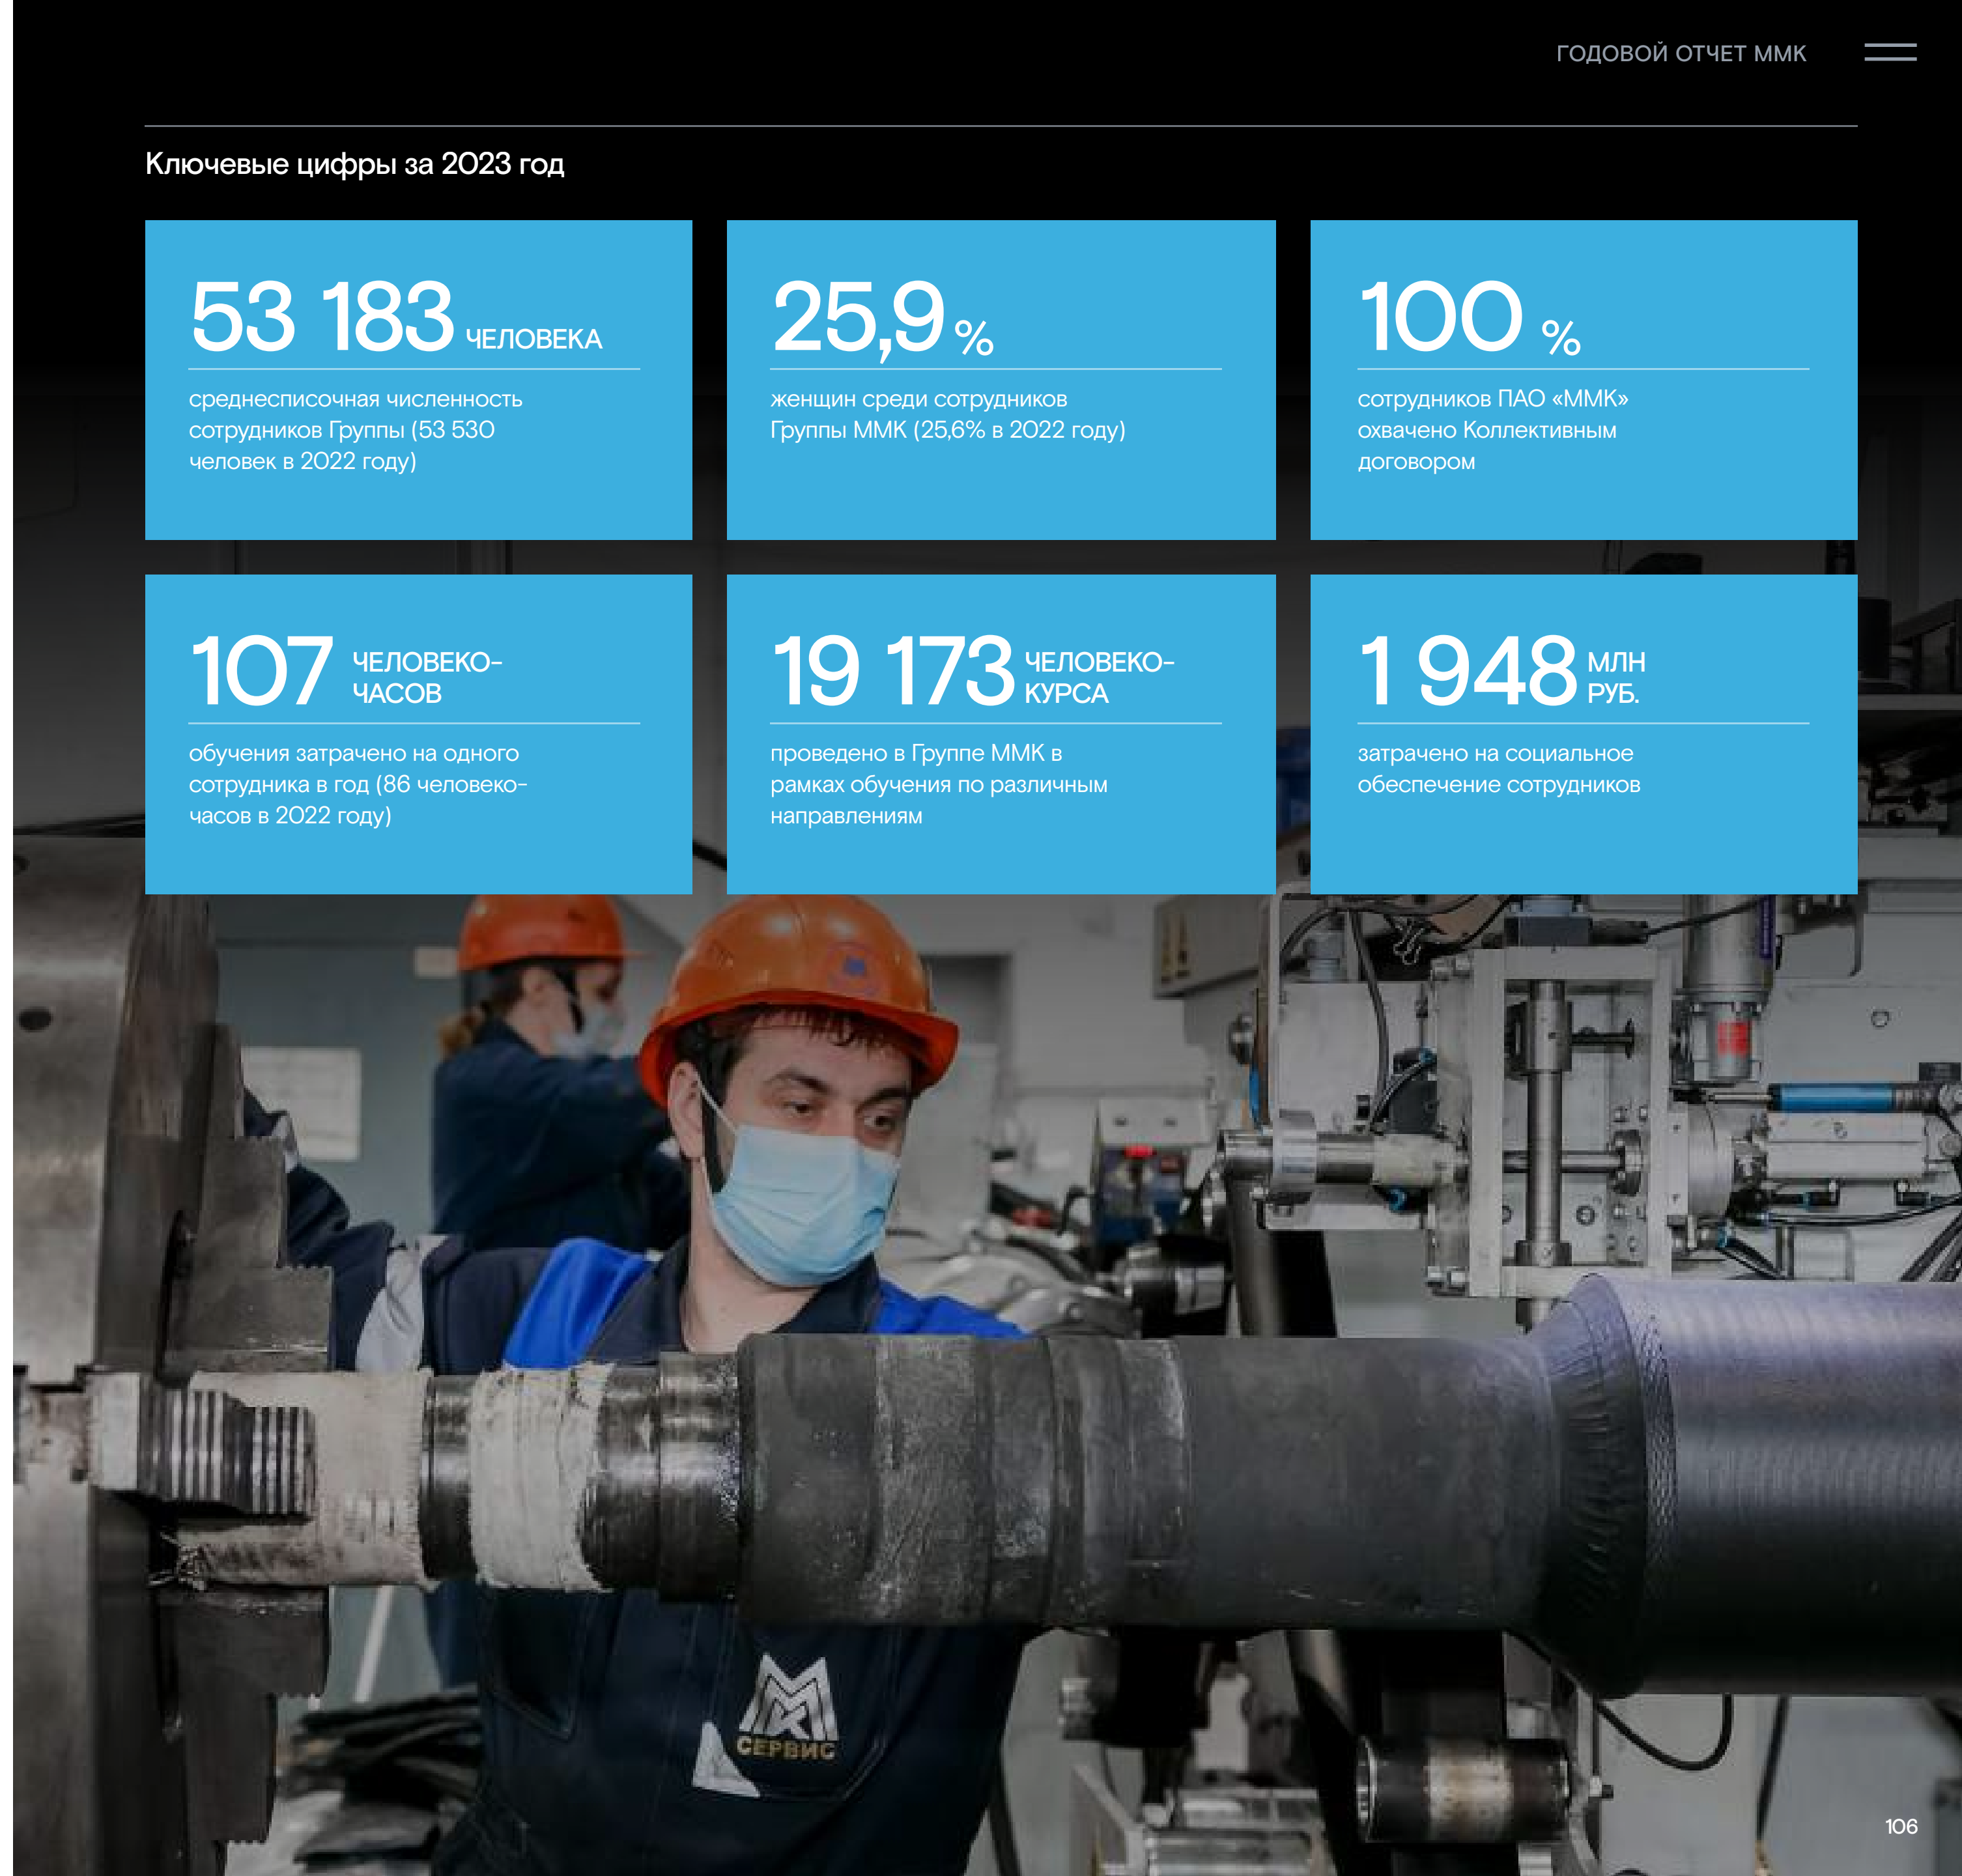 ГОДОВОЙ ОТЧЕТ ММК
Ключевые цифры за 2023 год
53 183 ЧЕЛОВЕКА
среднесписочная численность
сотрудников Группы (53 530
человек в 2022 году)
25,9 %
женщин среди сотрудников
Группы ММК (25,6% в 2022 году)
100 %
сотрудников ПАО «ММК»
охвачено Коллективным
договором
107 ЧЕЛОВЕКО-
ЧАСОВ
обучения затрачено на одного
сотрудника в год (86 человеко-
часов в 2022 году)
19 173 ЧЕЛОВЕКО-
КУРСА
проведено в Группе ММК в
рамках обучения по различным
направлениям
1 948 МЛН
РУБ.
затрачено на социальное
обеспечение сотрудников
ММК
СЕРВИС
106